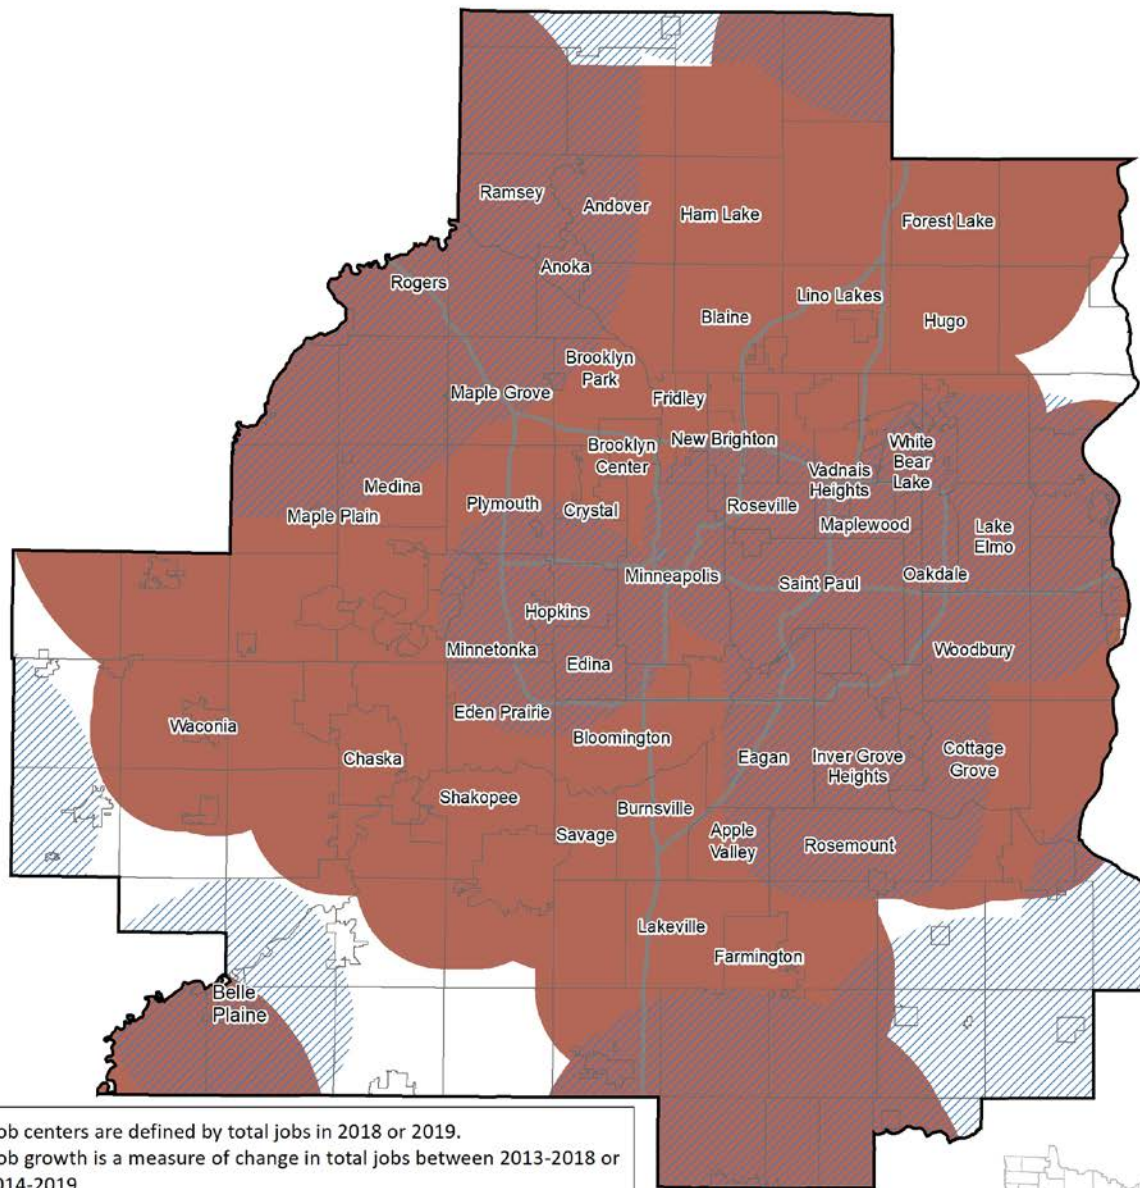 Ramsey
Andover
Ham Lake
Forest Lake
Anoka
Rogers
Lino Lakes
Blaine
Hugo
Brooklyn
Park
Maple Grove
Fridley
New Brighton
Brooklyn
Center
White
Bear
Lake
Vadnais
Heights
Medina
Plymouth
Crystal
Roseville
Maple Plain
Maplewood
Lake
Elmo
Minneapolis
Saint Paul
Oakdale
Hopkins
Minnetonka
Edina
Woodbury
Eden Prairie
Waconia
Bloomington
Chaska
Eagan
Inver Grove
Heights
Cottage
Grove
Shakopee
Burnsville
Savage
Apple
Valley
Rosemount
Lakeville
Farmington
Belle
Plaine
ob centers are defined by total jobs in 2018 or 2019.
ob growth is a measure of change in total jobs between 2013-2018 or
014-2019